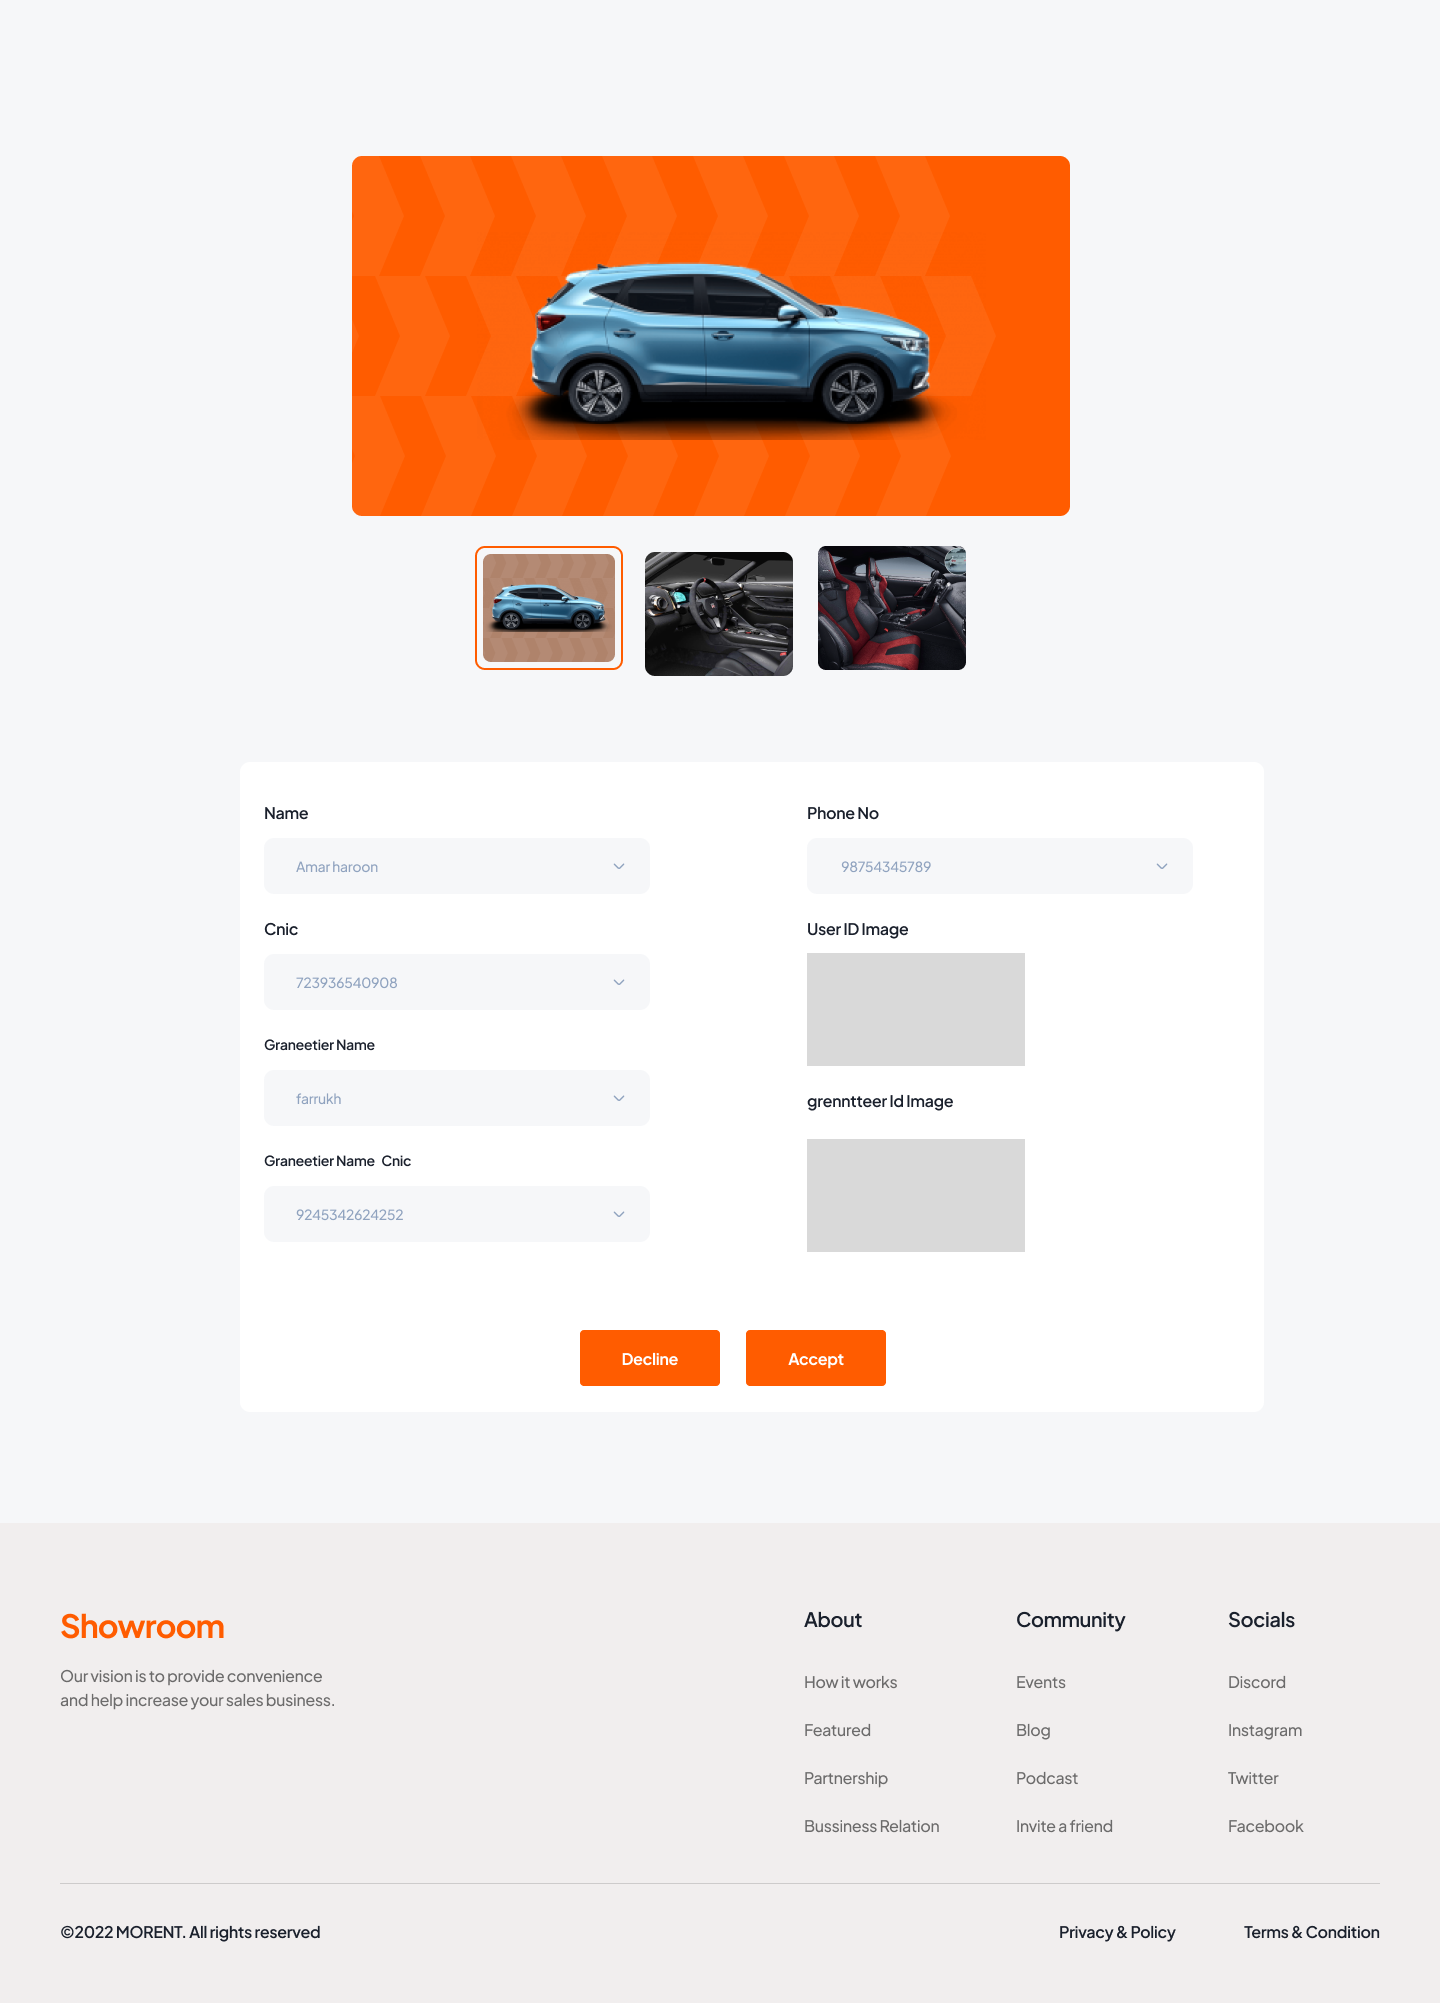 Name
Amar haroon
Cnic
723936540908
Graneetier Name
farrukh
Graneetier Name Cnic
9245342624252
Phone No
98754345789
User ID Image
grenntteer Id Image
Decline
Accept
Showroom
Our vision is to provide convenience
and help increase your sales business.
About
How it works
Featured
Partnership
Bussiness Relation
Community
Events
Blog
Podcast
Invite a friend
Socials
Discord
Instagram
Twitter
Facebook
©2022 MORENT. All rights reserved
Privacy & Policy
Terms & Condition